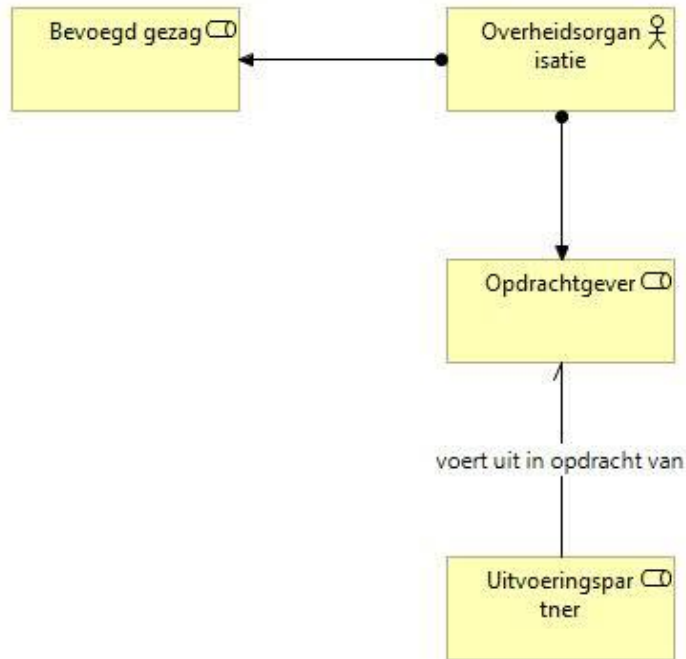 Bevoegd gezag
Overheidsorgan
isatie
Opdrachtgever
voert uit in opdracht van
Uitvoeringspar
tner